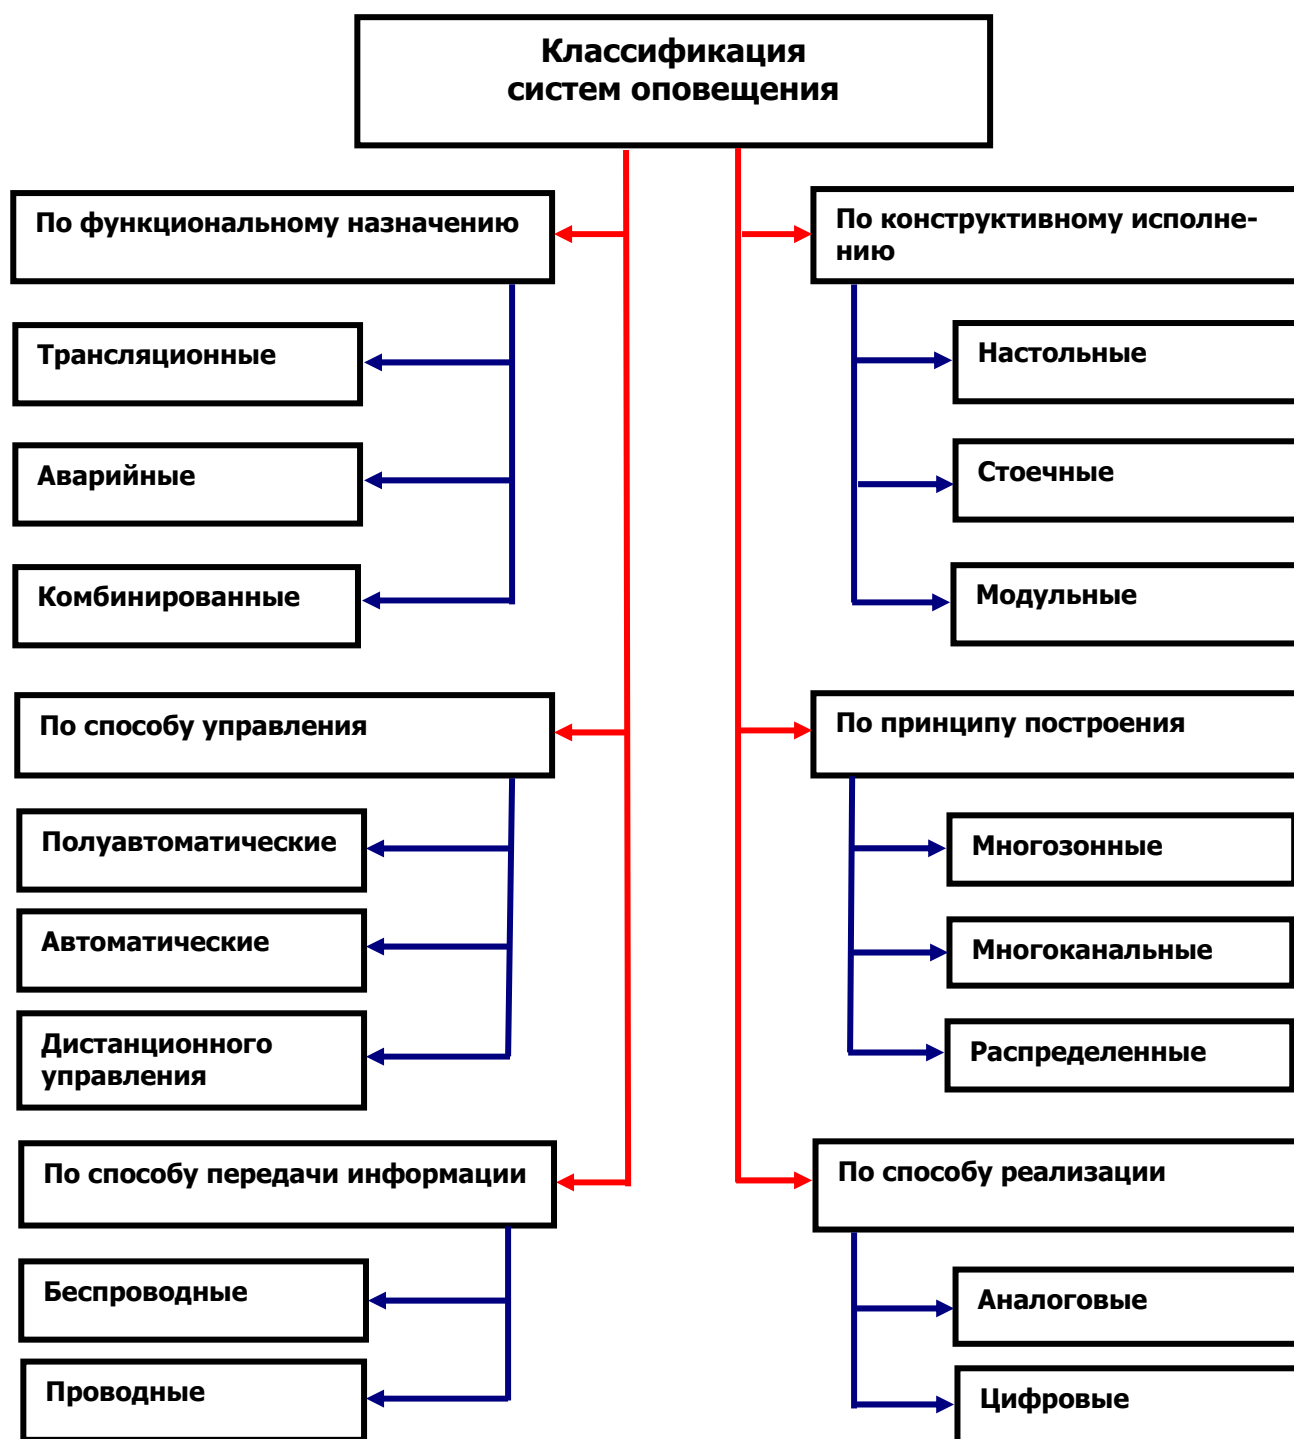 Классификация
систем оповещения
По функциональному назначению
Трансляционные
Аварийные
Комбинированные
По способу управления
Полуавтоматические
Автоматические
Дистанционного
управления
По способу передачи информации
Беспроводные
Проводные
По конструктивному исполне-
нию
Настольные
Стоечные
Модульные
По принципу построения
Многозонные
Многоканальные
Распределенные
По способу реализации
Аналоговые
Цифровые